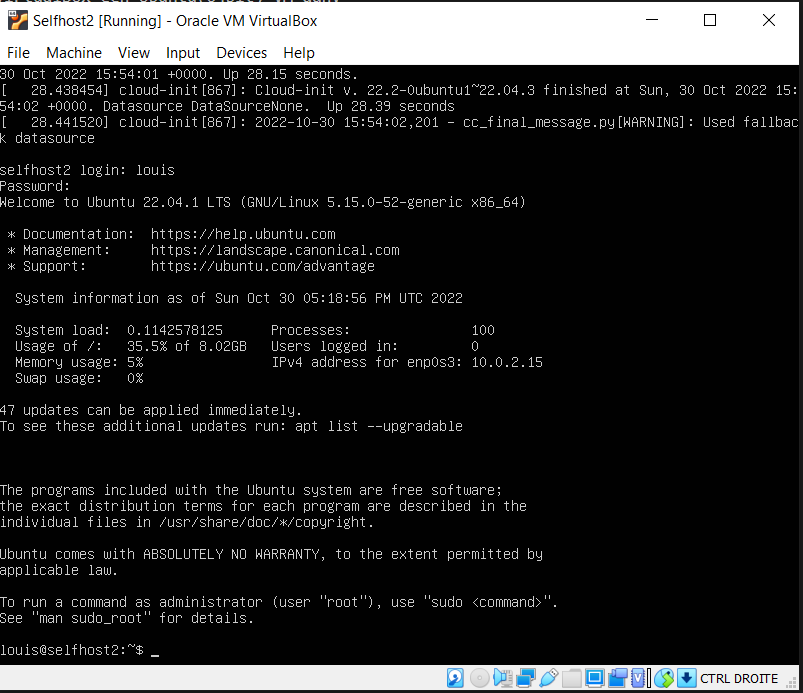 Selfhost2 [Running] - Oracle VM VirtualBox
File Machine View Input Devices Help
30 Oct 2022 15:54:01 +0000. Up 28.15 seconds.
[   28.438454] cloud-init[867]: Cloud-init v. 22.2-0ubuntu1~22.04.3 finished at Sun, 30 Oct 2022 15:
54:02 +0000. Datasource DataSourceNone.  Up 28.39 seconds
[   28.441520] cloud-init[867]: 2022-10-30 15:54:02,201 - cc_final_message.py[WARNING]: Used fallbac
k datasource
selfhost2 login: louis
Password:
Welcome to Ubuntu 22.04.1 LTS (GNU/Linux 5.15.0-52-generic x86_64)
 * Documentation:  https://help.ubuntu.com
 * Management:     https://landscape.canonical.com
 * Support:        https://ubuntu.com/advantage
  System information as of Sun Oct 30 05:18:56 PM UTC 2022
  System load:  0.1142578125      Processes:               100
  Usage of /:   35.5% of 8.02GB   Users logged in:         0
  Memory usage: 5%                IPv4 address for enp0s3: 10.0.2.15
  Swap usage:   0%
47 updates can be applied immediately.
To see these additional updates run: apt list --upgradable
The programs included with the Ubuntu system are free software;
the exact distribution terms for each program are described in the
individual files in /usr/share/doc/*/copyright.
Ubuntu comes with ABSOLUTELY NO WARRANTY, to the extent permitted by
applicable law.
To run a command as administrator (user "root"), use "sudo <command>".
See "man sudo_root" for details.
louis@selfhost2:~$ _
CTRL DROITE